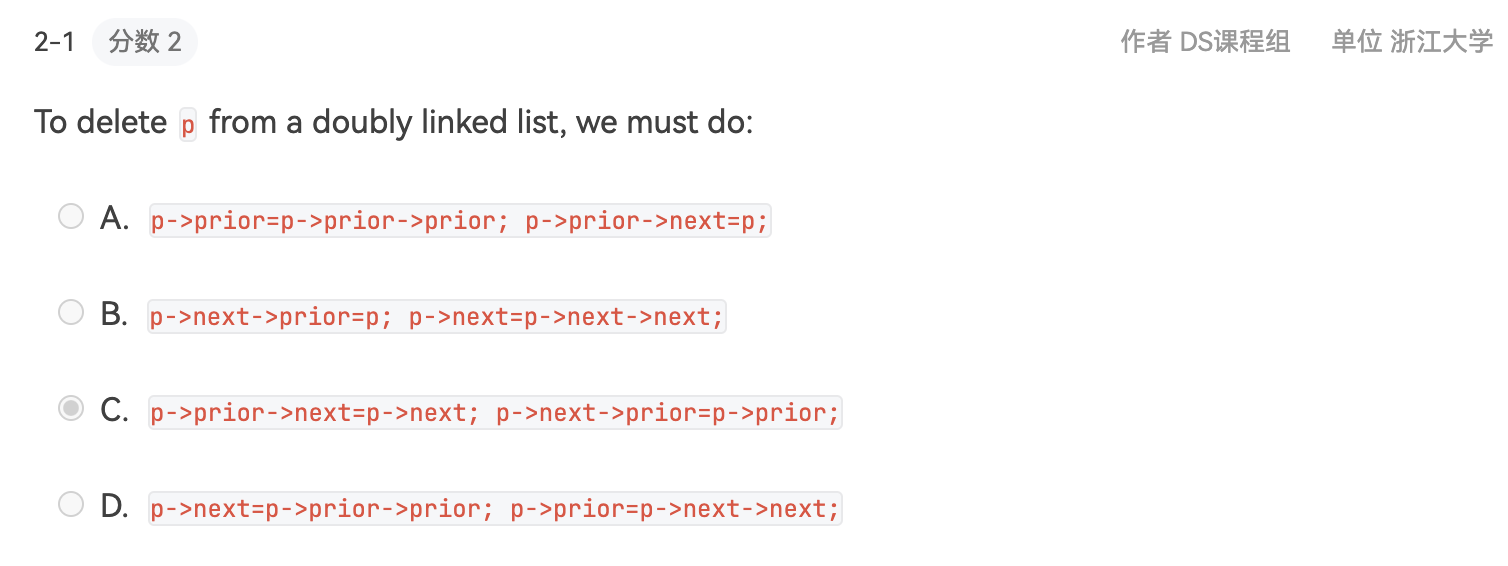 2-1 分数 2 作者 DS课程组 单位 浙江大学
To delete p from a doubly linked list, we must do:
A. p->prior=p->prior->prior; p->prior->next=p;
B. p->next->prior=p; p->next=p->next->next;
C. p->prior->next=p->next; p->next->prior=p->prior;
D. p->next=p->prior->prior; p->prior=p->next->next;